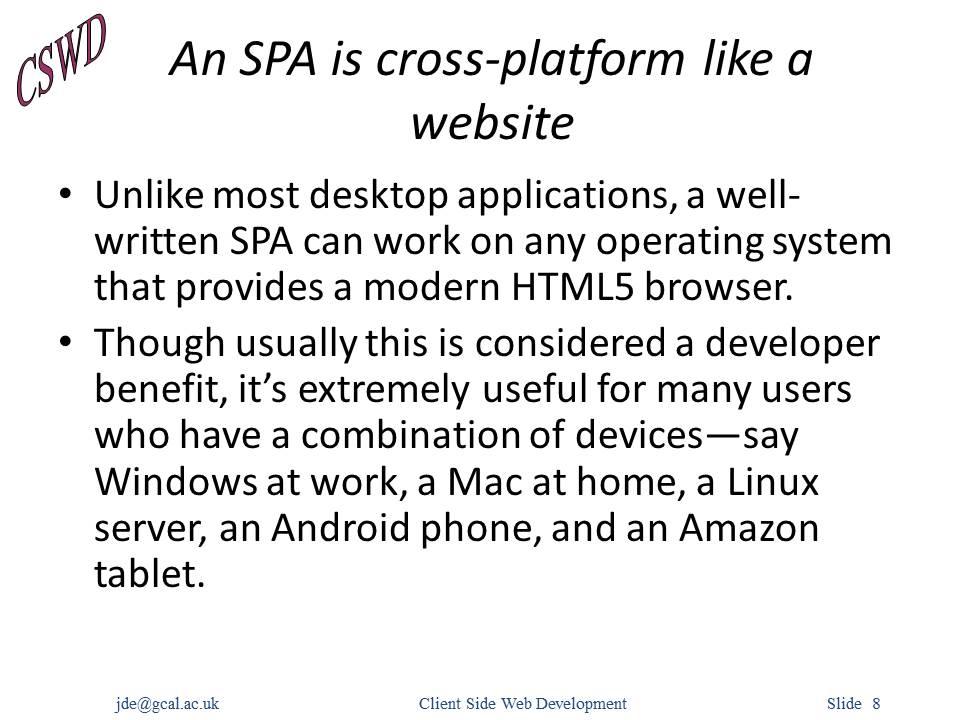 CSWD
An SPA is cross-platform like a
website
• Unlike most desktop applications, a well-
written SPA can work on any operating system
that provides a modern HTML5 browser.
• Though usually this is considered a developer
benefit, it’s extremely useful for many users
who have a combination of devices—say
Windows at work, a Mac at home, a Linux
server, an Android phone, and an Amazon
tablet.
jde@gcal.ac.uk Client Side Web Development Slide 8